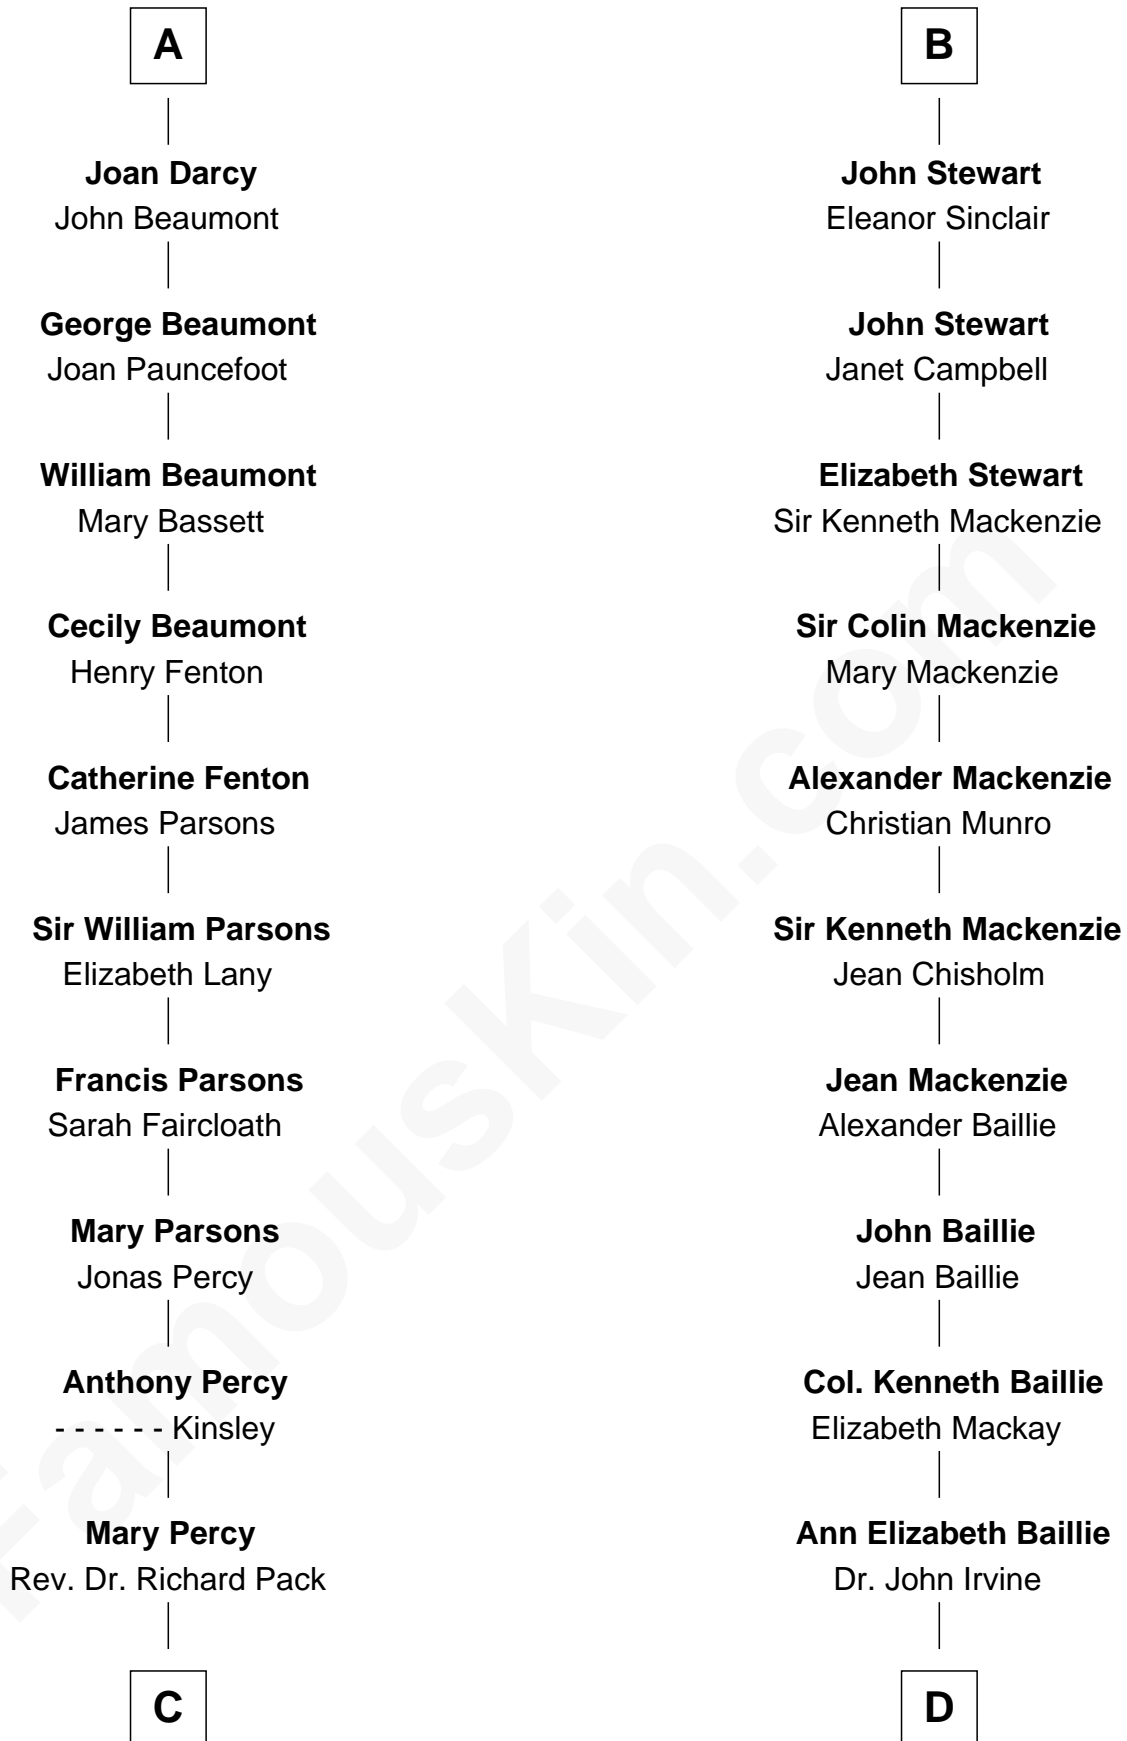 A
Joan Darcy
John Beaumont
George Beaumont
Joan Pauncefoot
William Beaumont
Mary Bassett
Cecily Beaumont
Henry Fenton
Catherine Fenton
James Parsons
Sir William Parsons
Elizabeth Lany
Francis Parsons
Sarah Faircloath
Mary Parsons
Jonas Percy
Anthony Percy
- - - - - - Kinsley
Mary Percy
Rev. Dr. Richard Pack
C
B
John Stewart
Eleanor Sinclair
John Stewart
Janet Campbell
Elizabeth Stewart
Sir Kenneth Mackenzie
Sir Colin Mackenzie
Mary Mackenzie
Alexander Mackenzie
Christian Munro
Sir Kenneth Mackenzie
Jean Chisholm
Jean Mackenzie
Alexander Baillie
John Baillie
Jean Baillie
Col. Kenneth Baillie
Elizabeth Mackay
Ann Elizabeth Baillie
Dr. John Irvine
D
FamousKin.com